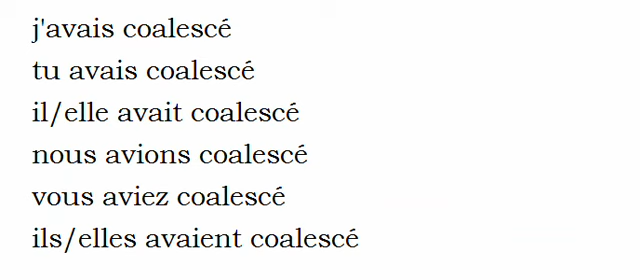 j'avais coalescé
tu avais coalescé
il/elle avait coalescé
nous avions coalescé
vous aviez coalescé
ils/elles avaient coalescé